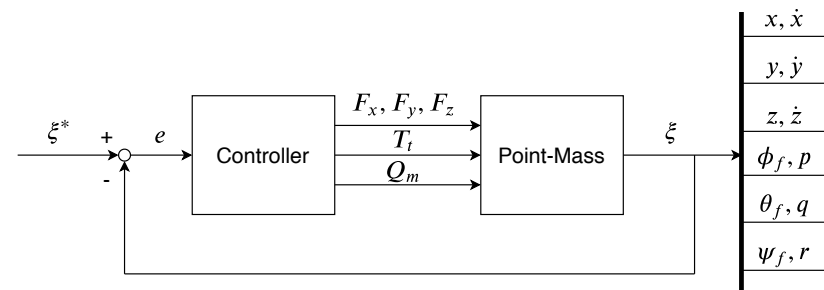 x, ẋ
y, ẏ
z, ż
ϕ_f, p
θ_f, q
ψ_f, r
ξ*
+
-
e
Controller
F_x, F_y, F_z
T_t
Q_m
Point-Mass
ξ